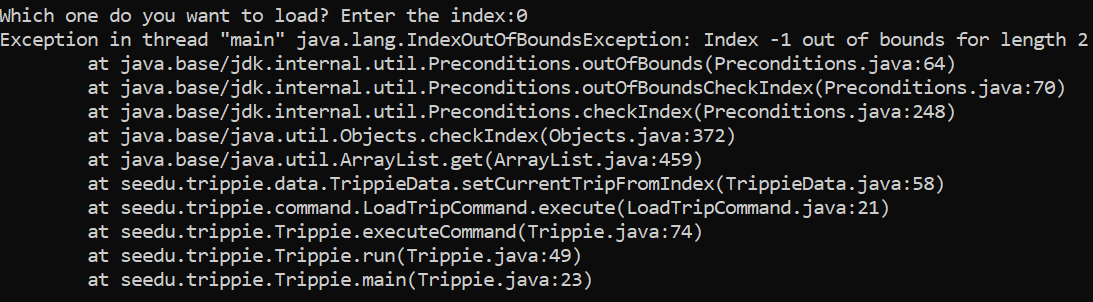 Which one do you want to load? Enter the index:0
Exception in thread "main" java.lang.IndexOutOfBoundsException: Index -1 out of bounds for length 2
at java.base/jdk.internal.util.Preconditions.outOfBounds(Preconditions.java:64)
at java.base/jdk.internal.util.Preconditions.outOfBoundsCheckIndex(Preconditions.java:70)
at java.base/jdk.internal.util.Preconditions.checkIndex(Preconditions.java:248)
at java.base/java.util.Objects.checkIndex(Objects.java:372)
at java.base/java.util.ArrayList.get(ArrayList.java:459)
at seedu.trippie.data.TrippieData.setCurrentTripFromIndex(TrippieData.java:58)
at seedu.trippie.command.LoadTripCommand.execute(LoadTripCommand.java:21)
at seedu.trippie.Trippie.executeCommand(Trippie.java:74)
at seedu.trippie.Trippie.run(Trippie.java:49)
at seedu.trippie.Trippie.main(Trippie.java:23)